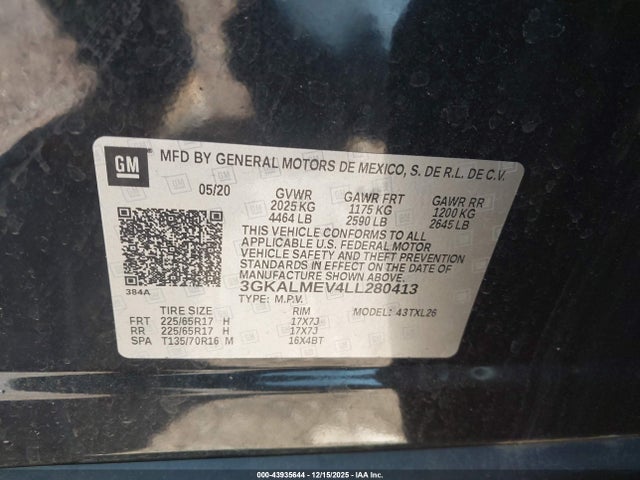 GM MFD BY GENERAL MOTORS DE MEXICO, S. DE R.L. DE C.V.
05/20 GVWR GAWR FRT GAWR RR
2025 KG 1175 KG 1200 KG
4464 LB 2590 LB 2645 LB
THIS VEHICLE CONFORMS TO ALL
APPLICABLE U.S. FEDERAL MOTOR
VEHICLE SAFETY AND THEFT PREVENTION
STANDARDS IN EFFECT ON THE DATE OF
MANUFACTURE SHOWN ABOVE.
384A 3GKALMEV4LL280413
TYPE: M.P.V. MODEL: 43TXL26
TIRE SIZE RIM
FRT 225/65R17 H 17X7J
RR 225/65R17 H 17X7J
SPA T135/70R16 M 16X4BT
000-43935644 - 12/15/2025 - IAA Inc.